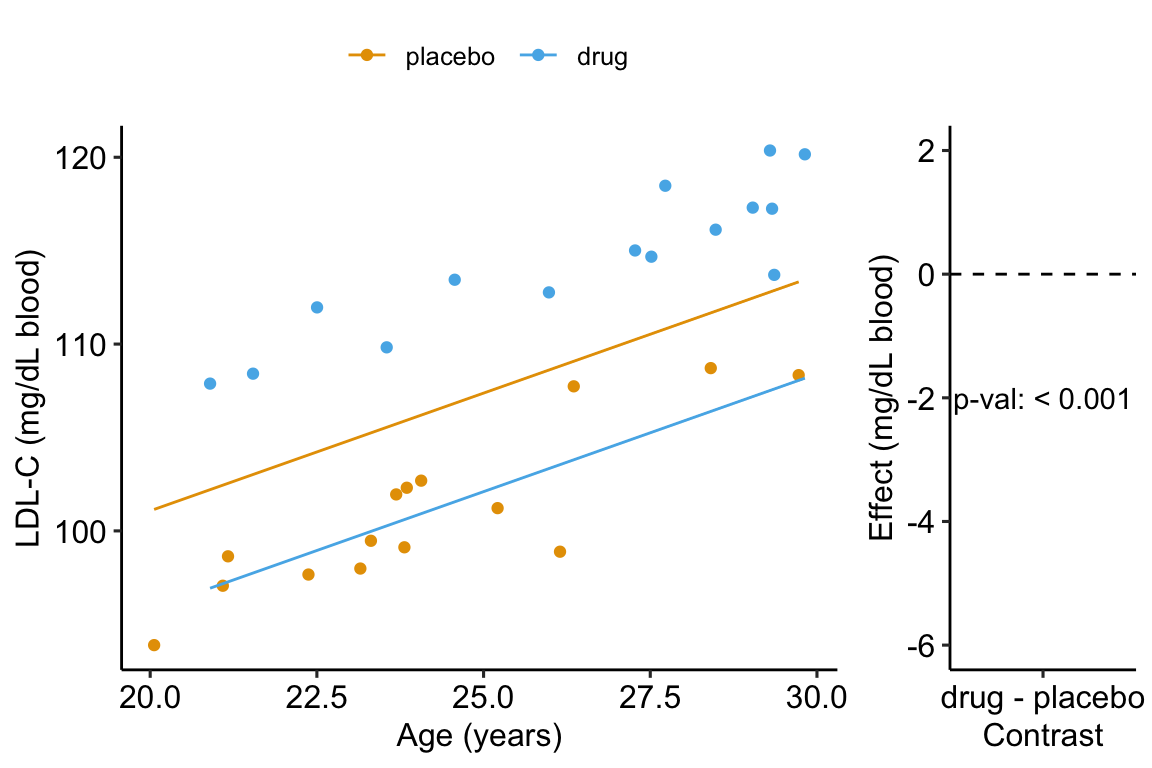 placebo drug
LDL-C (mg/dL blood)
120
110
100
20.0 22.5 25.0 27.5 30.0
Age (years)
Effect (mg/dL blood)
2
0
-2
-4
-6
p-val: < 0.001
drug - placebo
Contrast